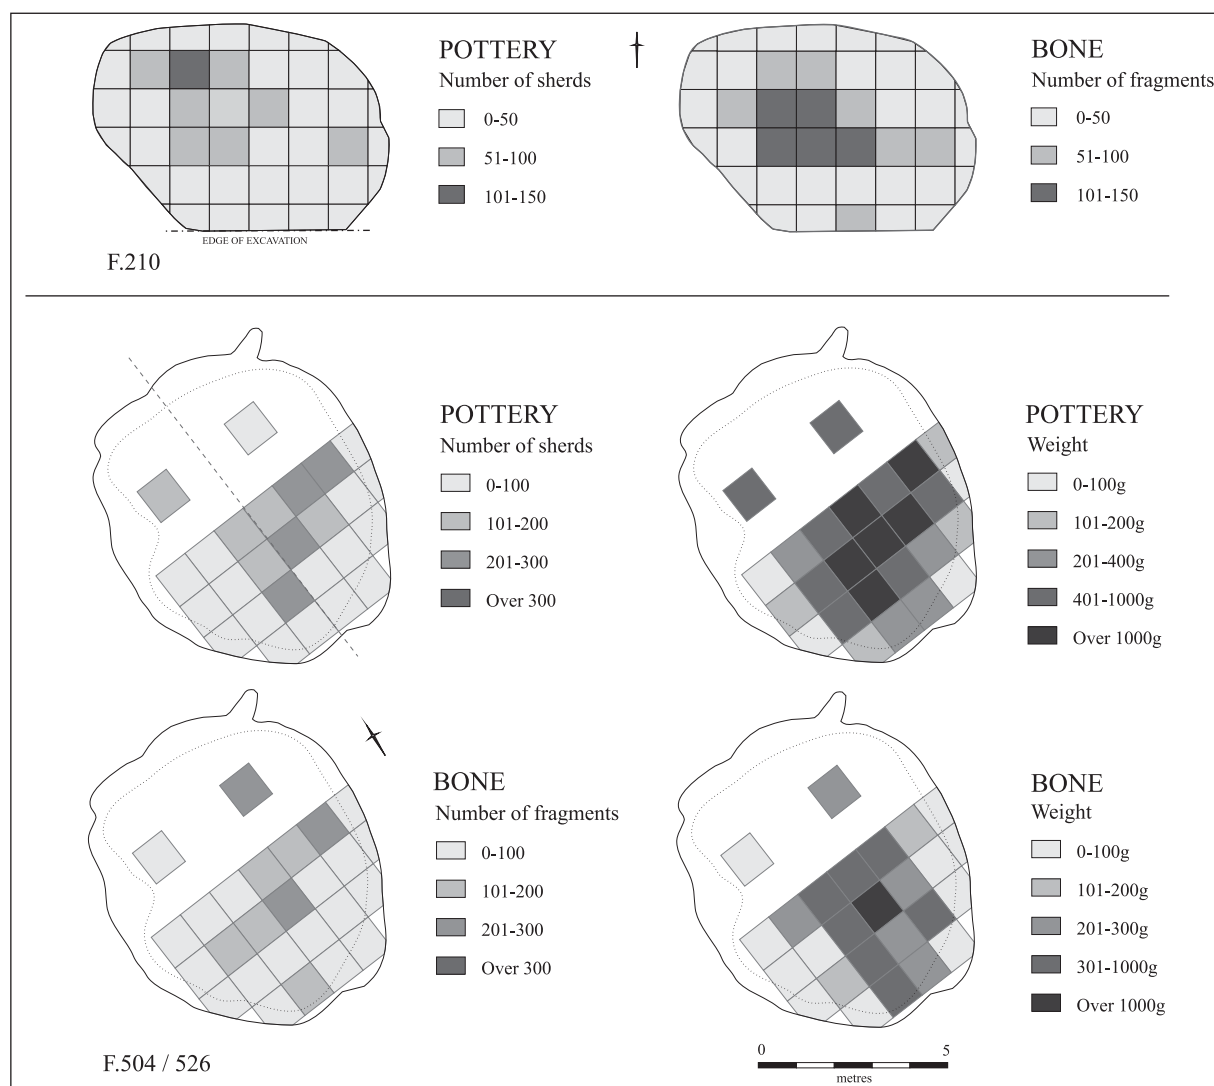 POTTERY
Number of sherds
0-50
51-100
101-150
EDGE OF EXCAVATION
F.210
BONE
Number of fragments
0-50
51-100
101-150
POTTERY
Number of sherds
0-100
101-200
201-300
Over 300
POTTERY
Weight
0-100g
101-200g
201-400g
401-1000g
Over 1000g
BONE
Number of fragments
0-100
101-200
201-300
Over 300
BONE
Weight
0-100g
101-200g
201-300g
301-1000g
Over 1000g
F.504 / 526
0 5
metres